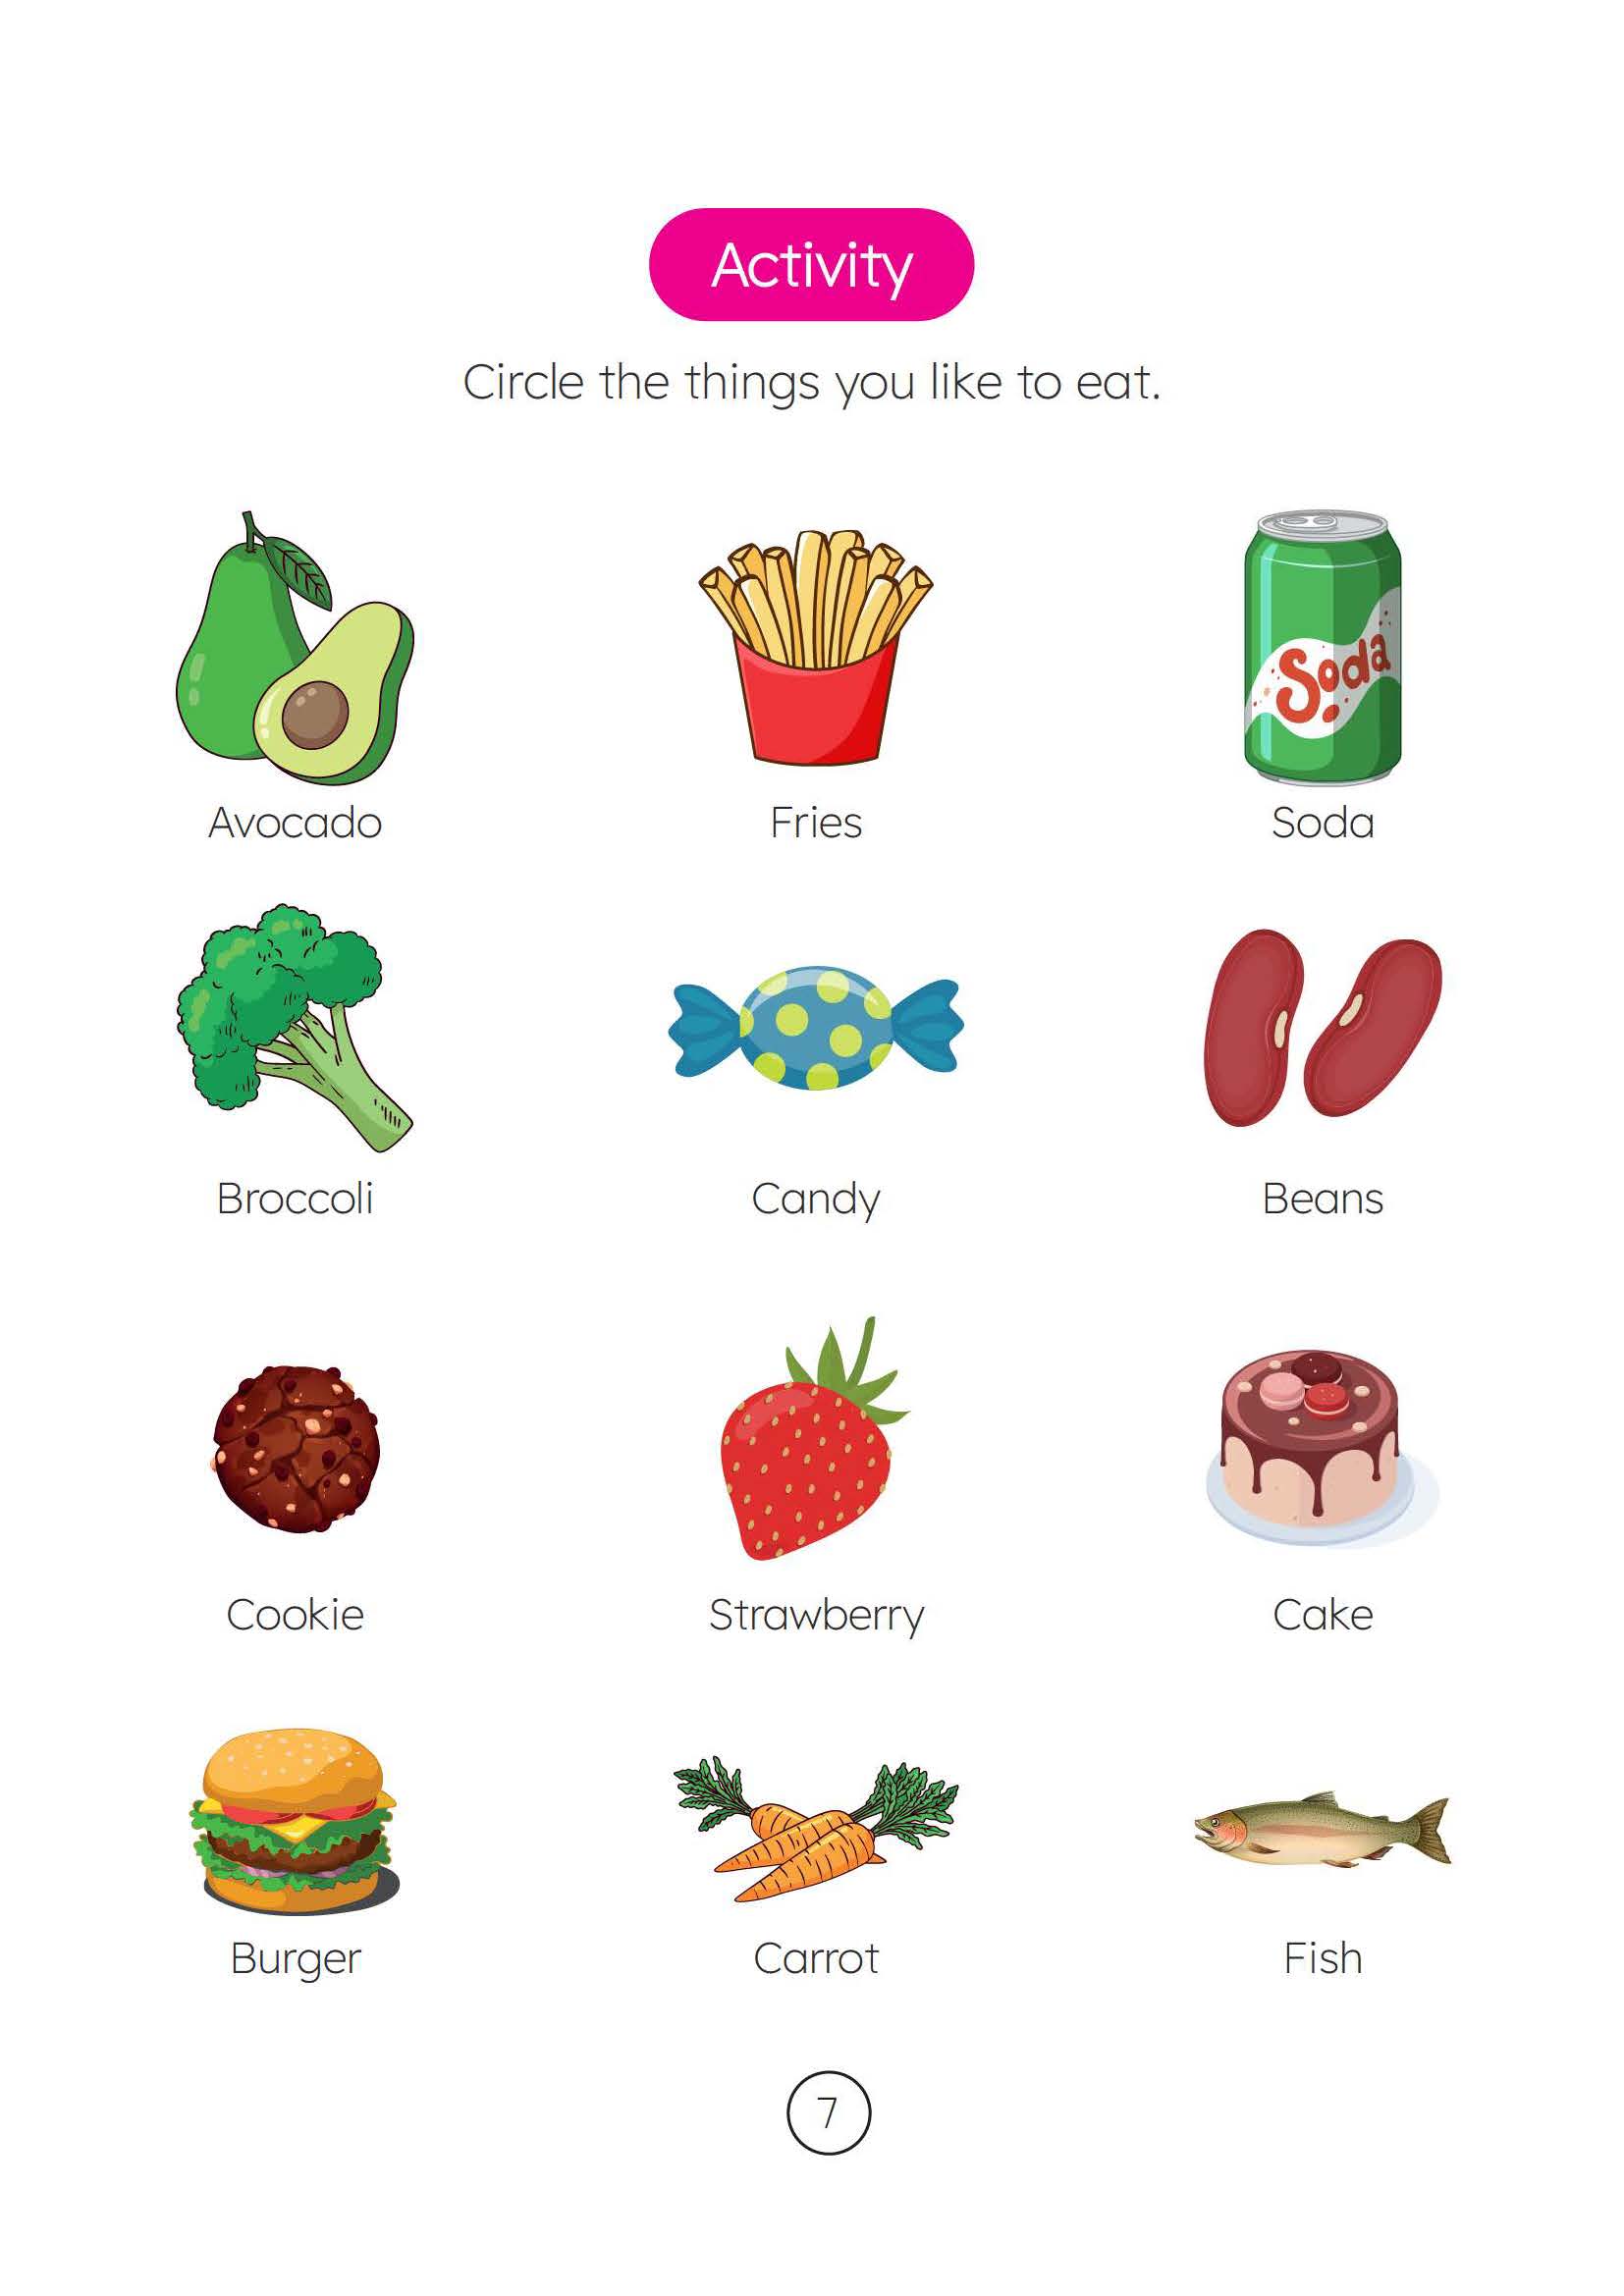 Activity
Circle the things you like to eat.
Soda
Avocado
Fries
Soda
Broccoli
Candy
Beans
Cookie
Strawberry
Cake
Burger
Carrot
Fish
7